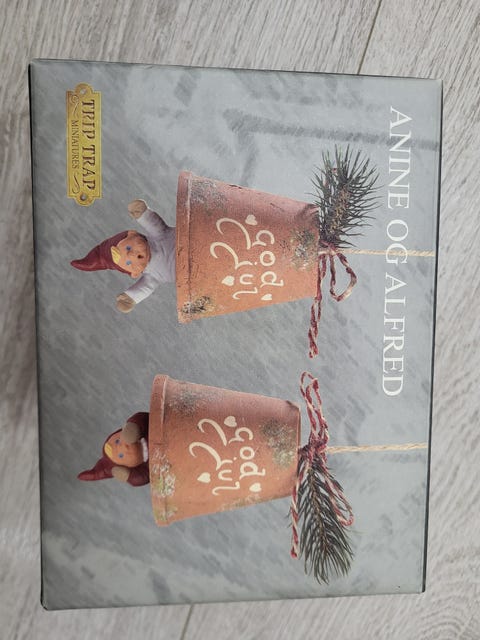 ANINE OG ALFRED
god
Jul
god
Jul
TRIP TRAP
MINIATURES